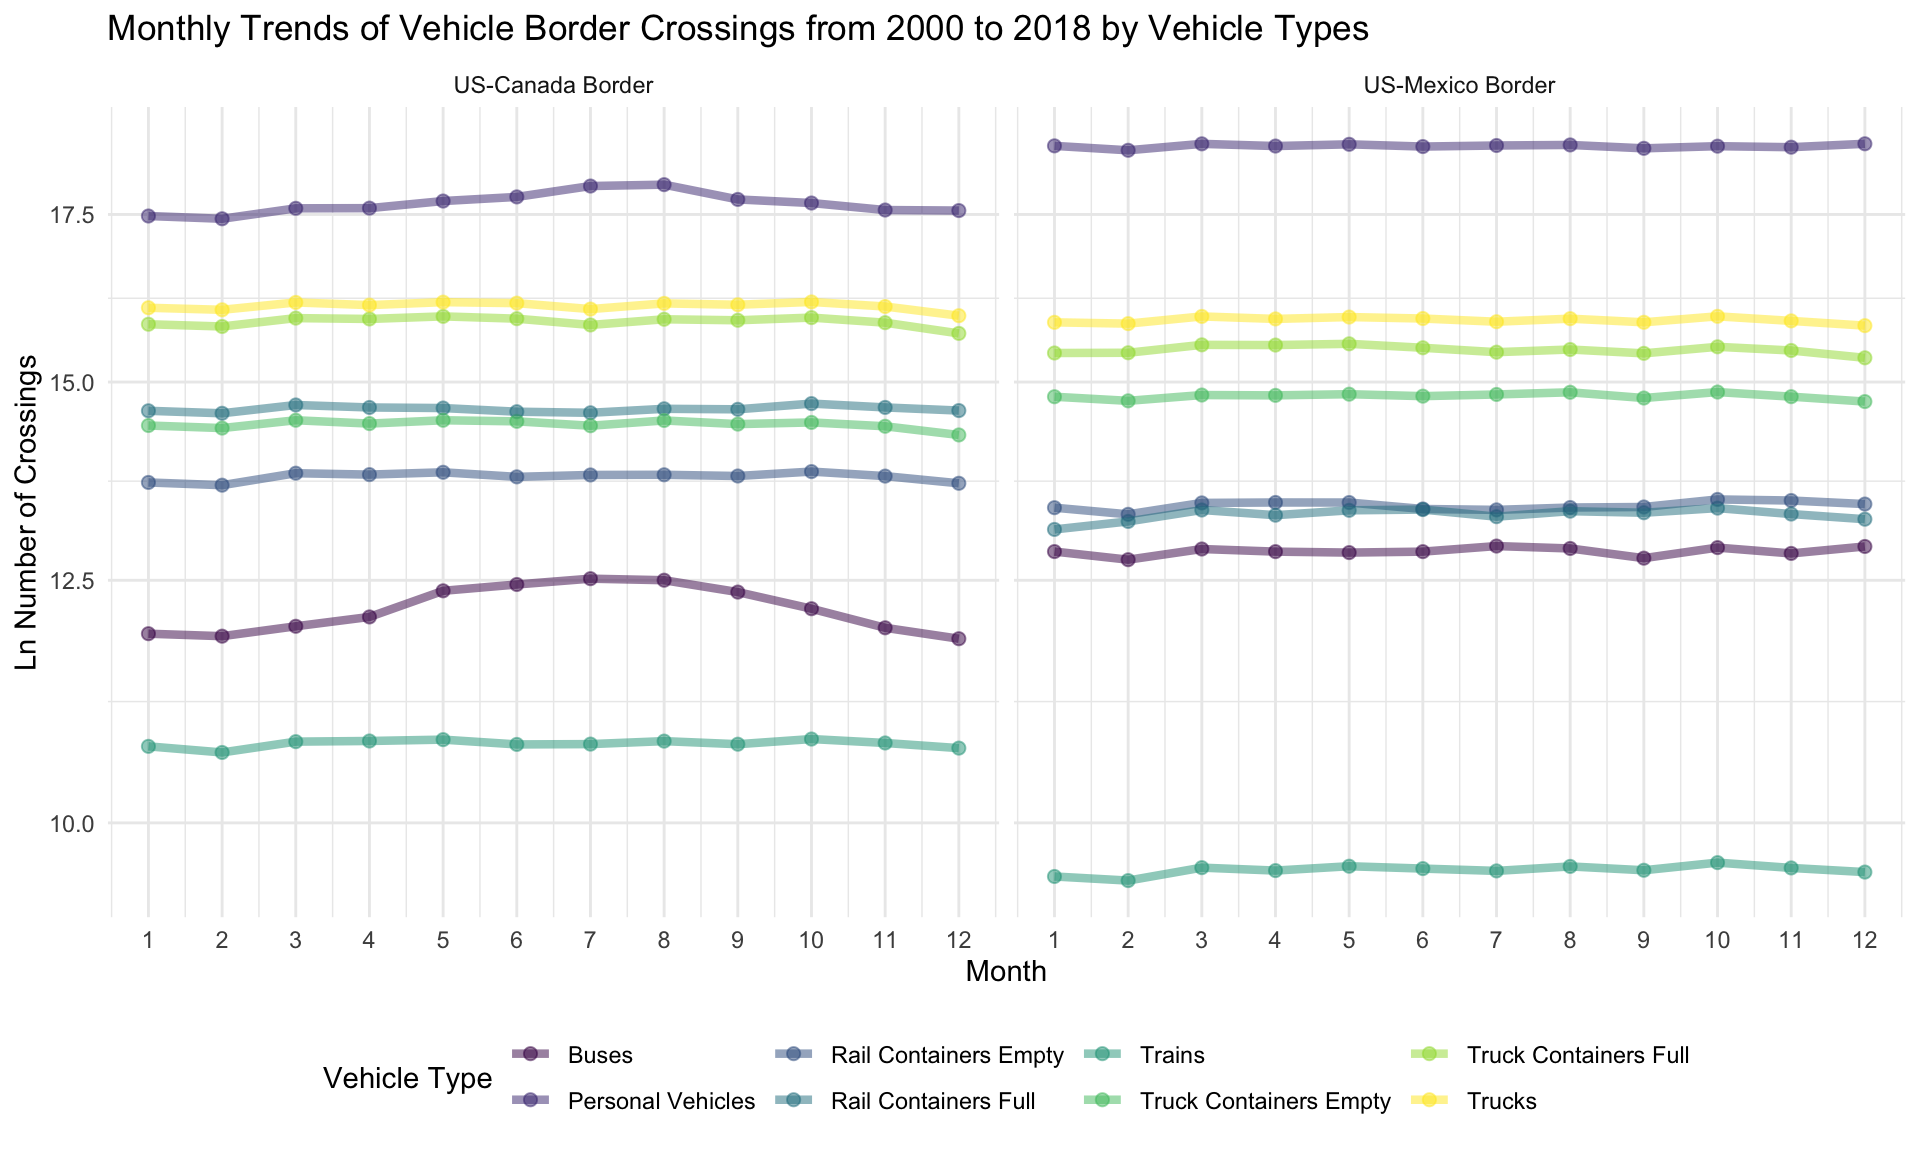 Monthly Trends of Vehicle Border Crossings from 2000 to 2018 by Vehicle Types
US-Canada Border
US-Mexico Border
Ln Number of Crossings
17.5
15.0
12.5
10.0
1 2 3 4 5 6 7 8 9 10 11 12
1 2 3 4 5 6 7 8 9 10 11 12
Month
Vehicle Type
Buses
Rail Containers Empty
Trains
Truck Containers Full
Personal Vehicles
Rail Containers Full
Truck Containers Empty
Trucks